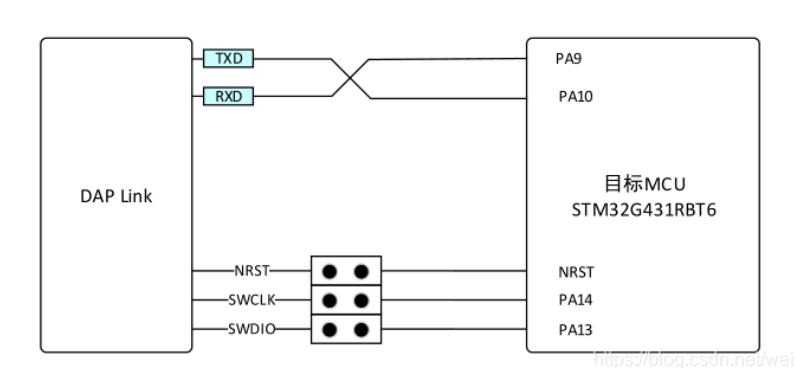 TXD
PA9
RXD
PA10
DAP Link
目标MCU
STM32G431RBT6
NRST
NRST
SWCLK
PA14
SWDIO
PA13
https://blog.csdn.net/wei